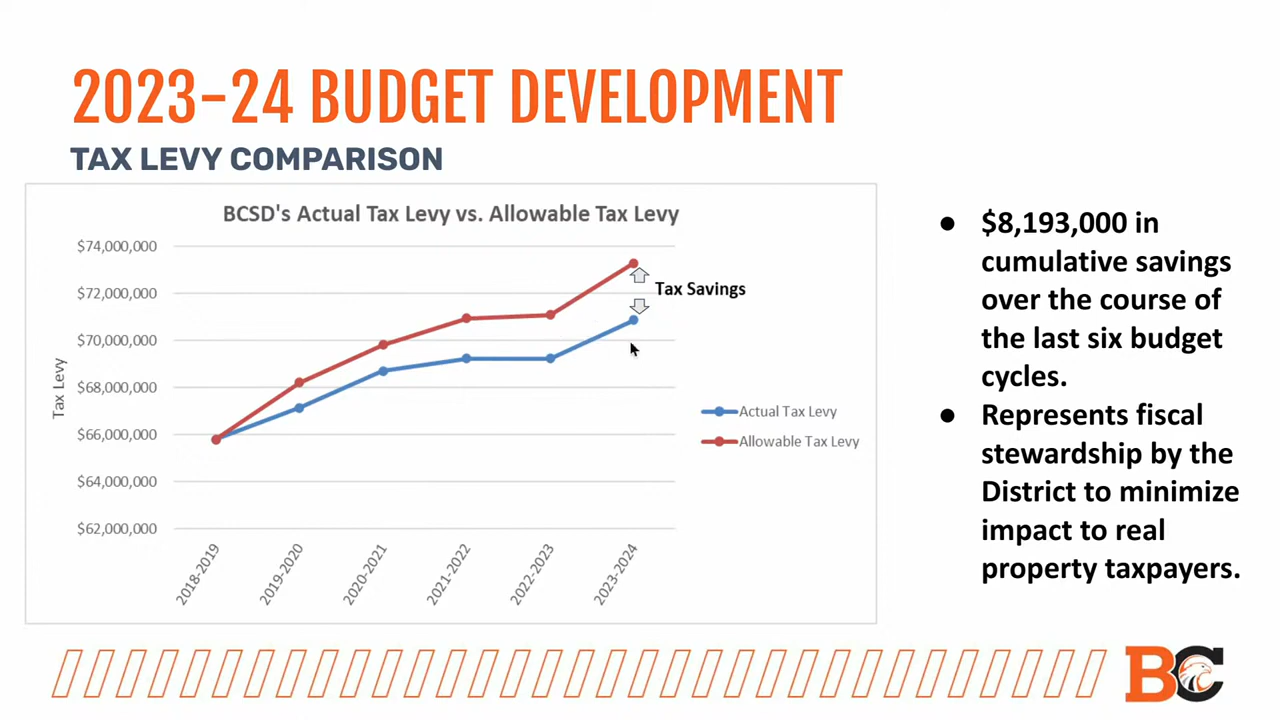 2023–24 BUDGET DEVELOPMENT
TAX LEVY COMPARISON
BCSD's Actual Tax Levy vs. Allowable Tax Levy
$74,000,000
$72,000,000
$70,000,000
$68,000,000
$66,000,000
$64,000,000
$62,000,000
Tax Levy
2018-2019
2019-2020
2020-2021
2021-2022
2022-2023
2023-2024
Tax Savings
Actual Tax Levy
Allowable Tax Levy
● $8,193,000 in
cumulative savings
over the course of
the last six budget
cycles.
● Represents fiscal
stewardship by the
District to minimize
impact to real
property taxpayers.
BC